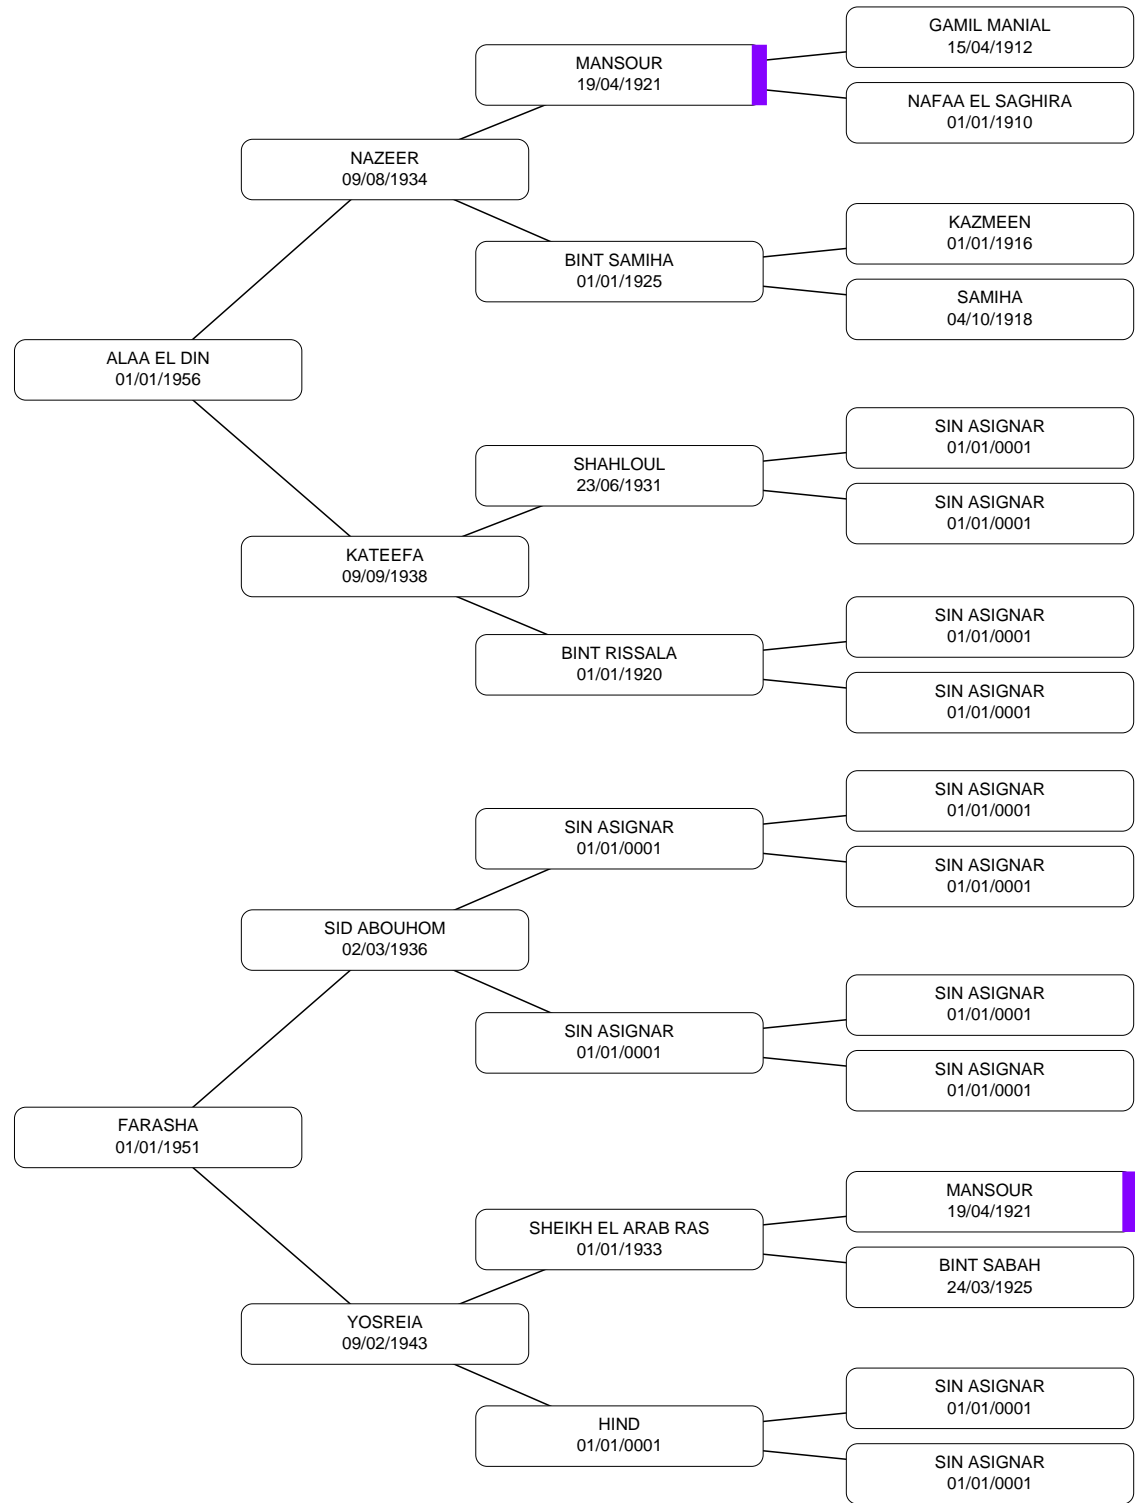 GAMIL MANIAL
15/04/1912
MANSOUR
19/04/1921
NAFAA EL SAGHIRA
01/01/1910
NAZEER
09/08/1934
KAZMEEN
01/01/1916
BINT SAMIHA
01/01/1925
SAMIHA
04/10/1918
ALAA EL DIN
01/01/1956
SIN ASIGNAR
01/01/0001
SHAHLOUL
23/06/1931
SIN ASIGNAR
01/01/0001
KATEEFA
09/09/1938
SIN ASIGNAR
01/01/0001
BINT RISSALA
01/01/1920
SIN ASIGNAR
01/01/0001
SIN ASIGNAR
01/01/0001
SIN ASIGNAR
01/01/0001
SIN ASIGNAR
01/01/0001
SID ABOUHOM
02/03/1936
SIN ASIGNAR
01/01/0001
SIN ASIGNAR
01/01/0001
SIN ASIGNAR
01/01/0001
FARASHA
01/01/1951
MANSOUR
19/04/1921
SHEIKH EL ARAB RAS
01/01/1933
BINT SABAH
24/03/1925
YOSREIA
09/02/1943
SIN ASIGNAR
01/01/0001
HIND
01/01/0001
SIN ASIGNAR
01/01/0001